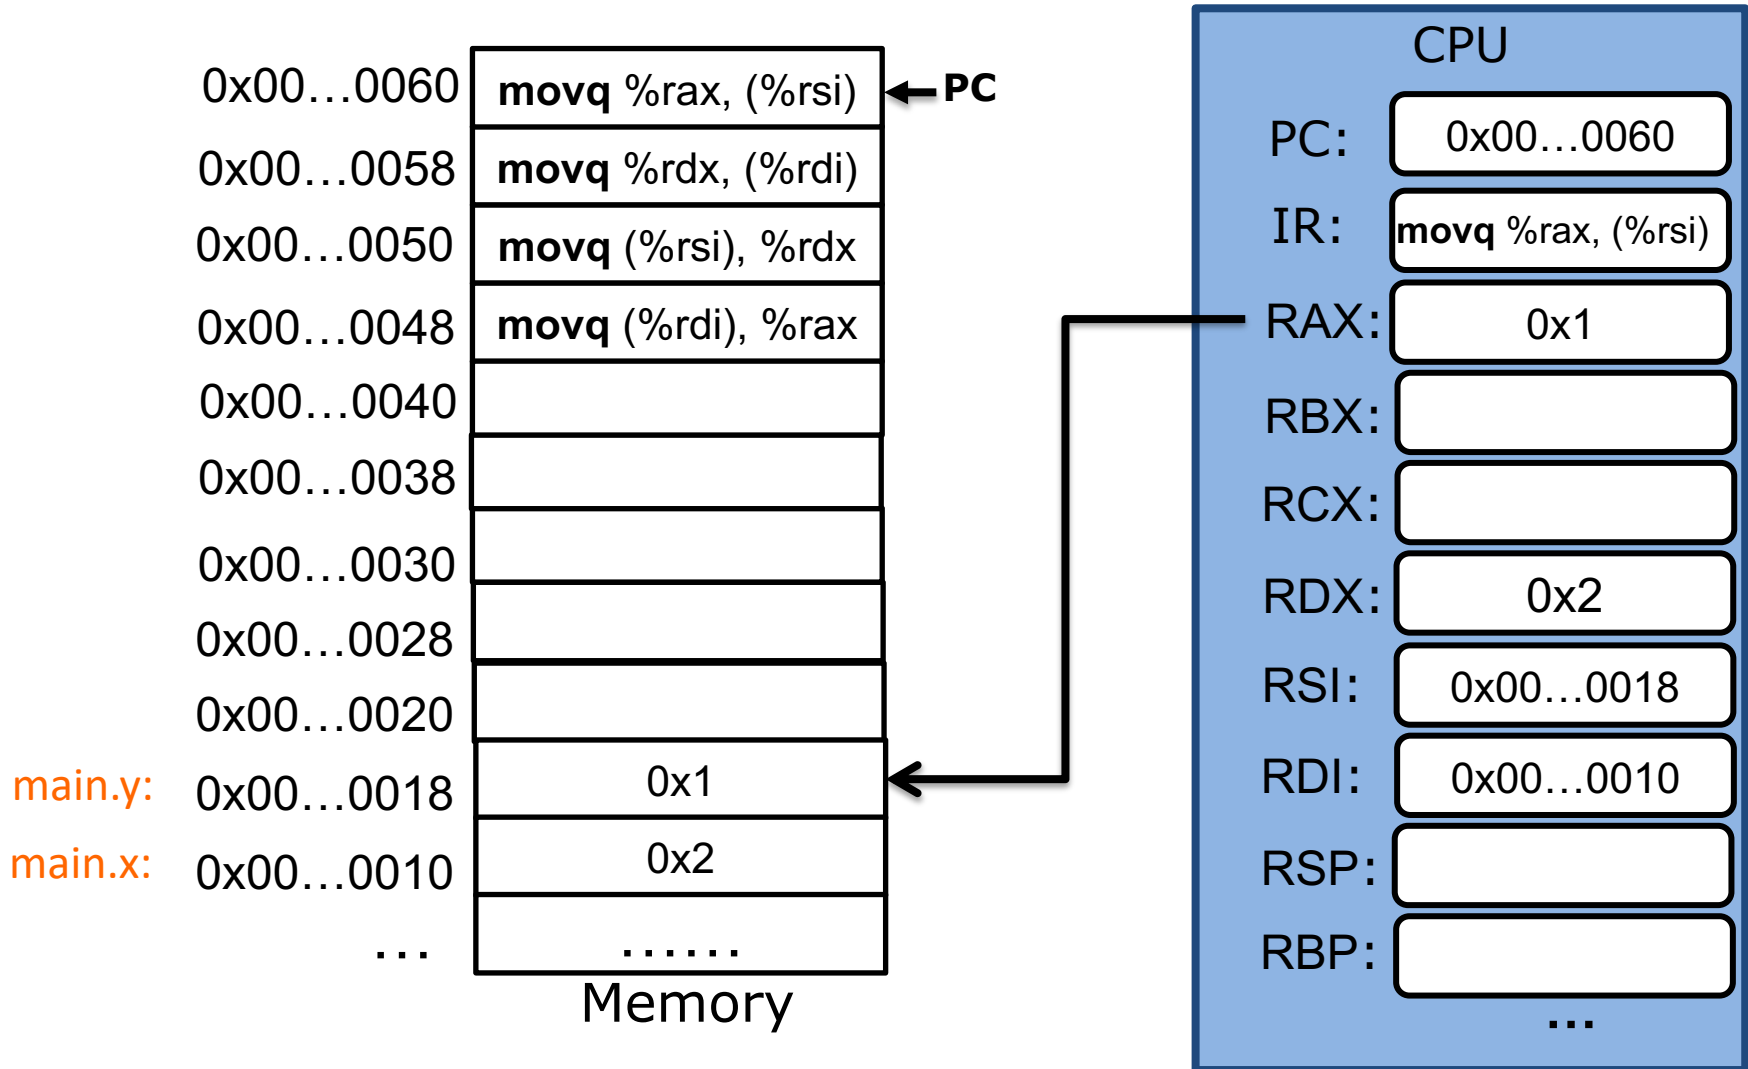 0x00…0060 movq %rax, (%rsi) PC
0x00…0058 movq %rdx, (%rdi)
0x00…0050 movq (%rsi), %rdx
0x00…0048 movq (%rdi), %rax
0x00…0040
0x00…0038
0x00…0030
0x00…0028
0x00…0020
main.y: 0x00…0018 0x1
main.x: 0x00…0010 0x2
… ……
Memory
CPU
PC: 0x00…0060
IR: movq %rax, (%rsi)
RAX: 0x1
RBX:
RCX:
RDX: 0x2
RSI: 0x00…0018
RDI: 0x00…0010
RSP:
RBP:
…